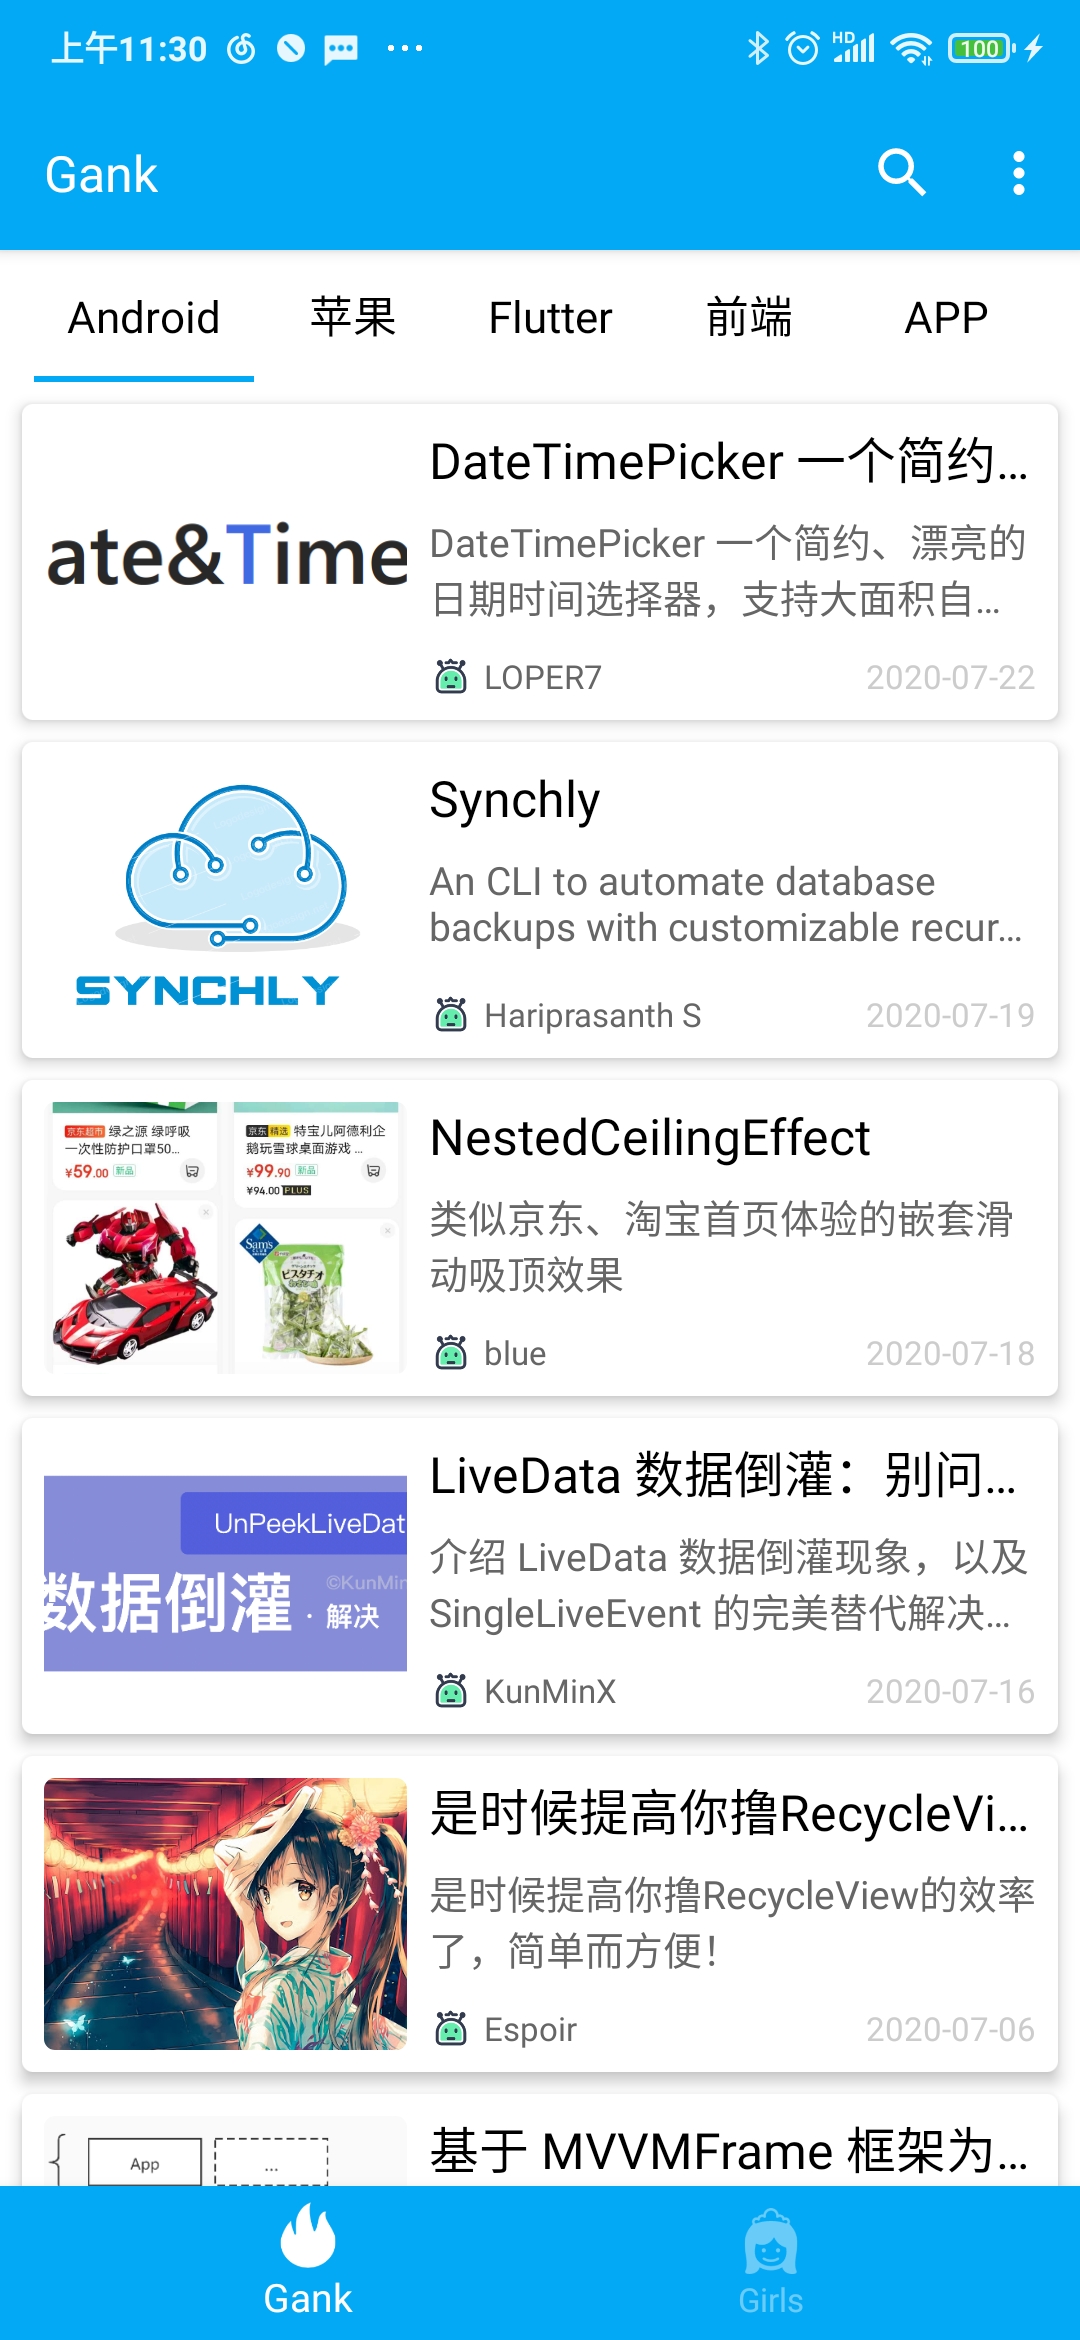 上午11:30
HD
100
Gank
Android 苹果 Flutter 前端 APP
ate&Time
DateTimePicker 一个简约...
DateTimePicker 一个简约、漂亮的
日期时间选择器，支持大面积自...
LOPER7 2020-07-22
SYNCHLY
Synchly
An CLI to automate database
backups with customizable recur...
Hariprasanth S 2020-07-19
京东超市 绿之源 绿呼吸
一次性防护口罩50...
¥59.00 新品
京东精选 特宝儿阿德利企
鹅玩雪球桌面游戏 ...
¥99.90 新品
¥94.00 PLUS
Sam's
ピスタチオ
NestedCeilingEffect
类似京东、淘宝首页体验的嵌套滑
动吸顶效果
blue 2020-07-18
UnPeekLiveDat
©KunMin
数据倒灌 · 解决
LiveData 数据倒灌：别问...
介绍 LiveData 数据倒灌现象，以及
SingleLiveEvent 的完美替代解决...
KunMinX 2020-07-16
是时候提高你撸RecycleVi...
是时候提高你撸RecycleView的效率
了，简单而方便！
Espoir 2020-07-06
App ...
基于 MVVMFrame 框架为...
Gank Girls